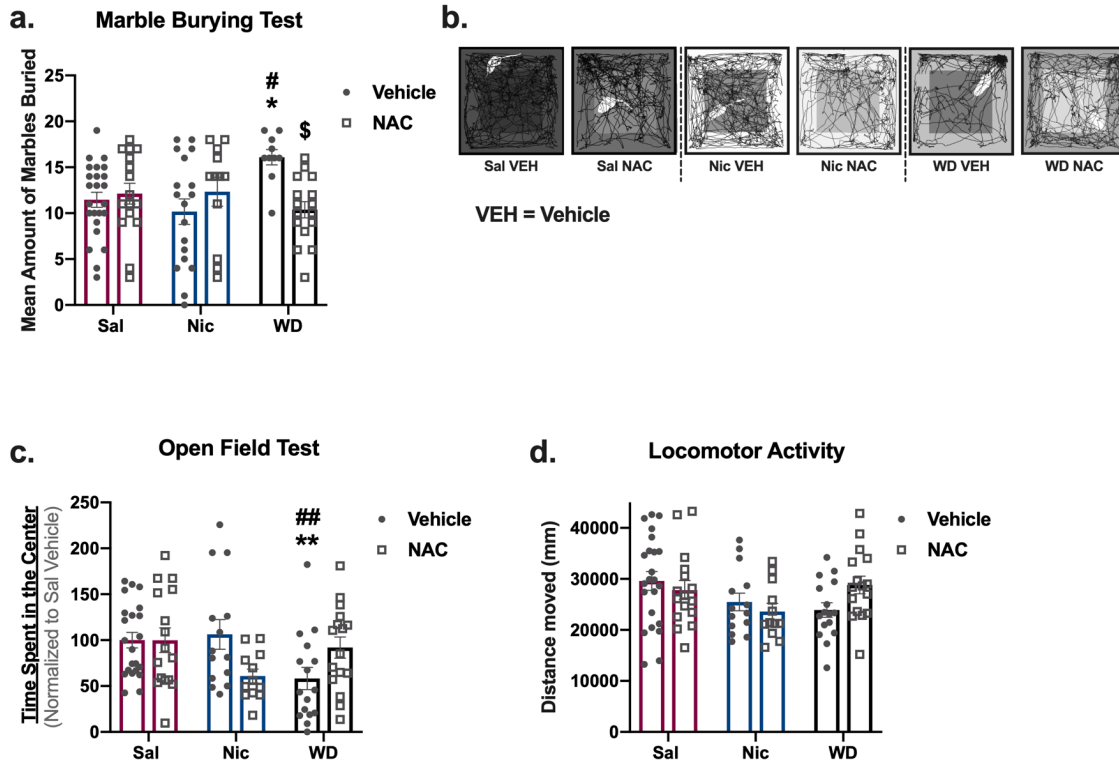 a.
Marble Burying Test
Mean Amount of Marbles Buried
25
20
15
10
5
0
#
*
$
Sal
Nic
WD
Vehicle
NAC
b.
Sal VEH
Sal NAC
Nic VEH
Nic NAC
WD VEH
WD NAC
VEH = Vehicle
c.
Open Field Test
Time Spent in the Center
(Normalized to Sal Vehicle)
250
200
150
100
50
0
##
**
Sal
Nic
WD
Vehicle
NAC
d.
Locomotor Activity
Distance moved (mm)
40000
30000
20000
10000
0
Sal
Nic
WD
Vehicle
NAC